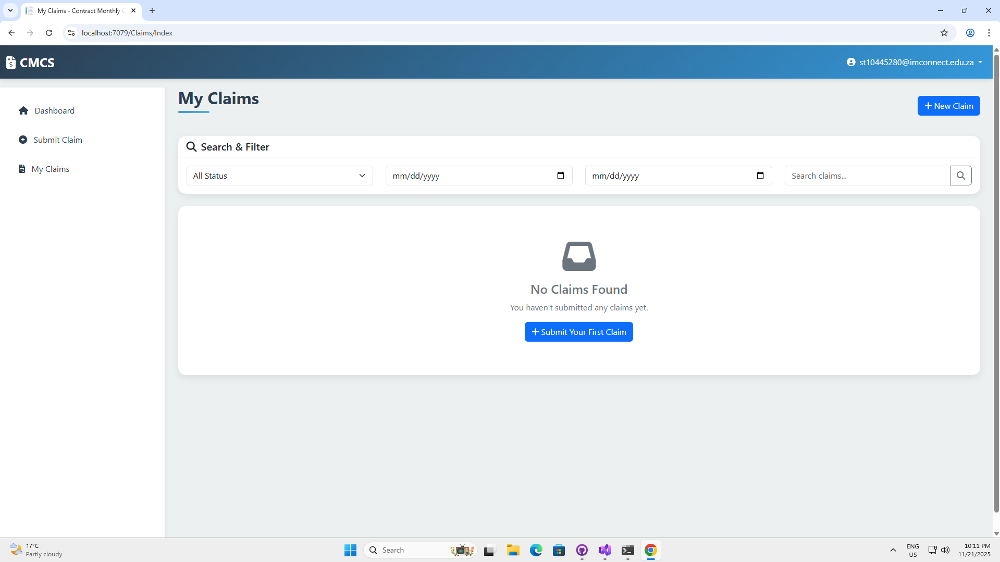 My Claims - Contract Monthly C
localhost:7079/Claims/Index
CMCS
st10445280@imconnect.edu.za
Dashboard
Submit Claim
My Claims
My Claims
New Claim
Search & Filter
All Status
mm/dd/yyyy
mm/dd/yyyy
Search claims...
No Claims Found
You haven't submitted any claims yet.
Submit Your First Claim
17°C
Partly cloudy
Search
ENG
US
10:11 PM
11/21/2025